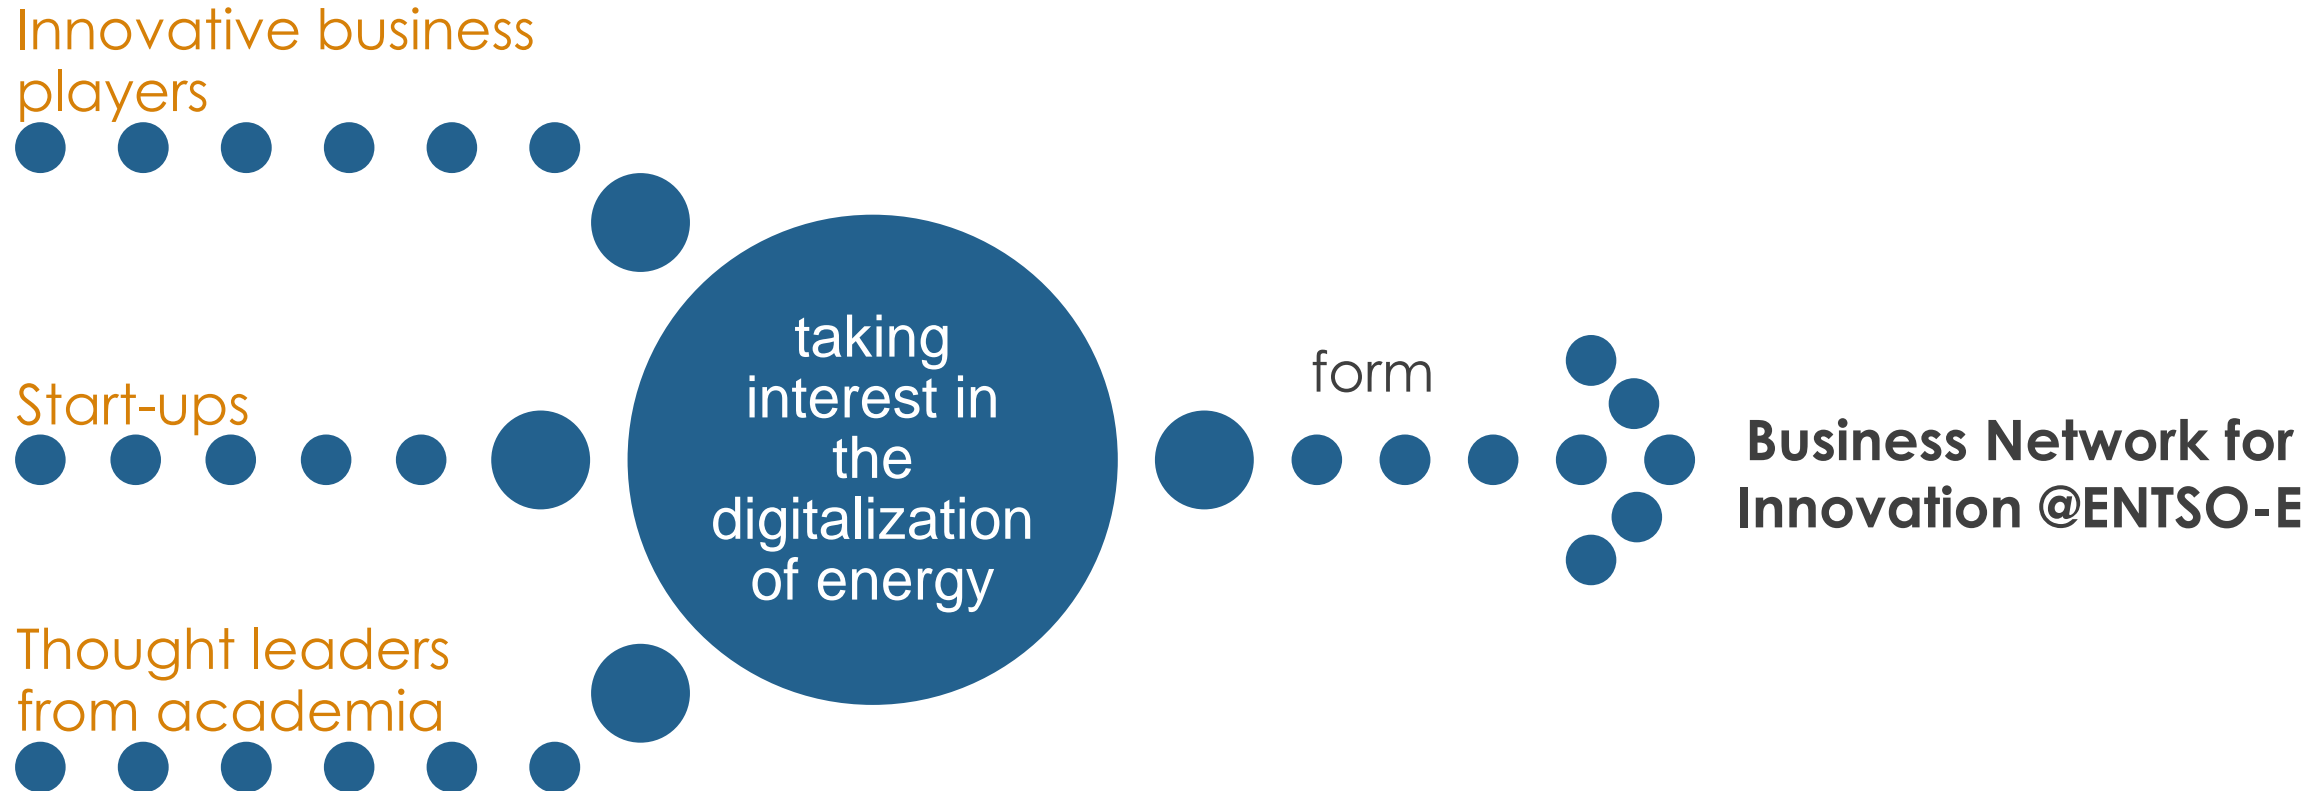 Innovative business
players
Start-ups
Thought leaders
from academia
taking
interest in
the
digitalization
of energy
form
Business Network for
Innovation @ENTSO-E